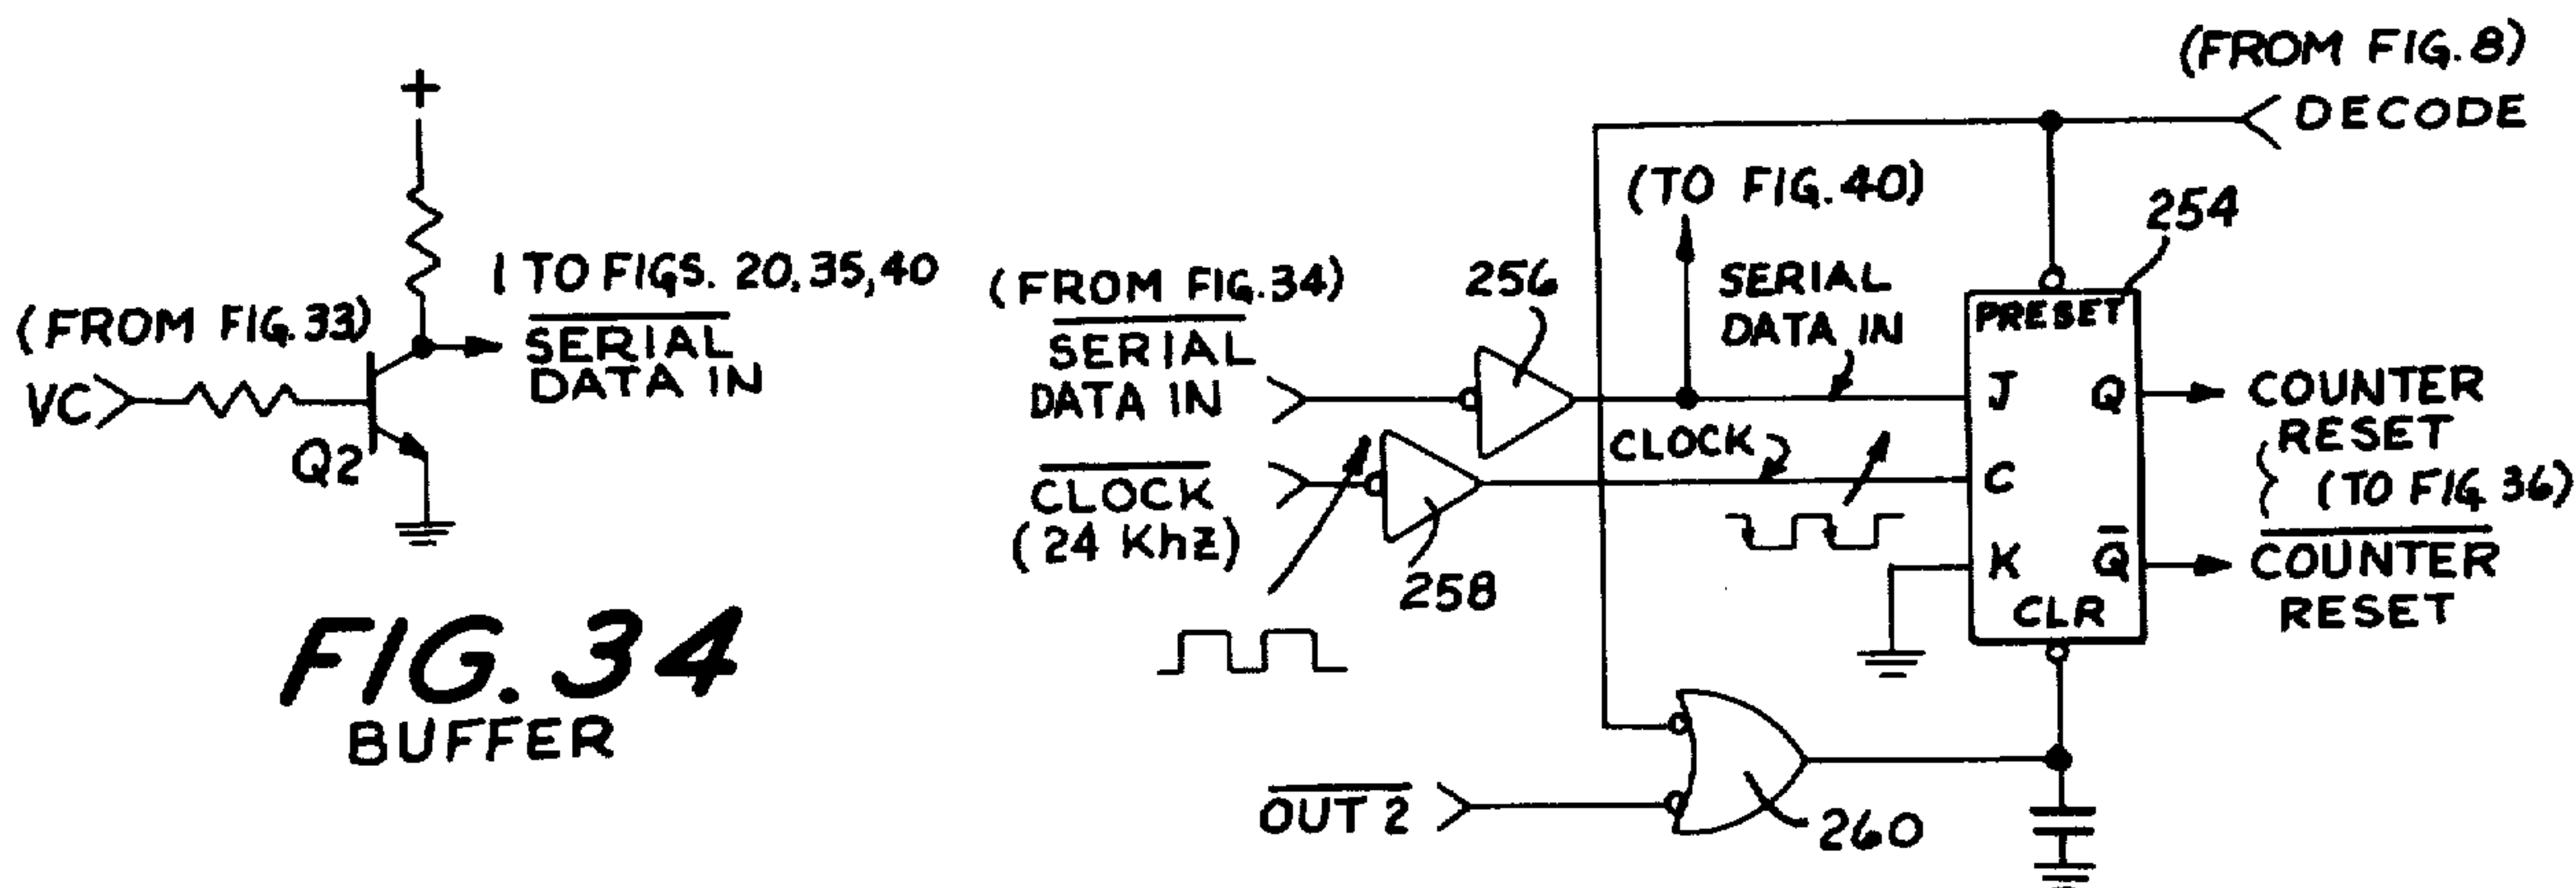 +
(FROM FIG. 33)
VC
Q2
( TO FIGS. 20,35,40
SERIAL
DATA IN
FIG. 34
BUFFER
(FROM FIG. 8)
DECODE
(TO FIG. 40)
254
(FROM FIG. 34)
SERIAL
DATA IN
256
SERIAL
DATA IN
CLOCK
(24 Khz)
258
CLOCK
PRESET
J
Q
C
K
Q̅
CLR
COUNTER
RESET
(TO FIG. 36)
COUNTER
RESET
OUT 2
260